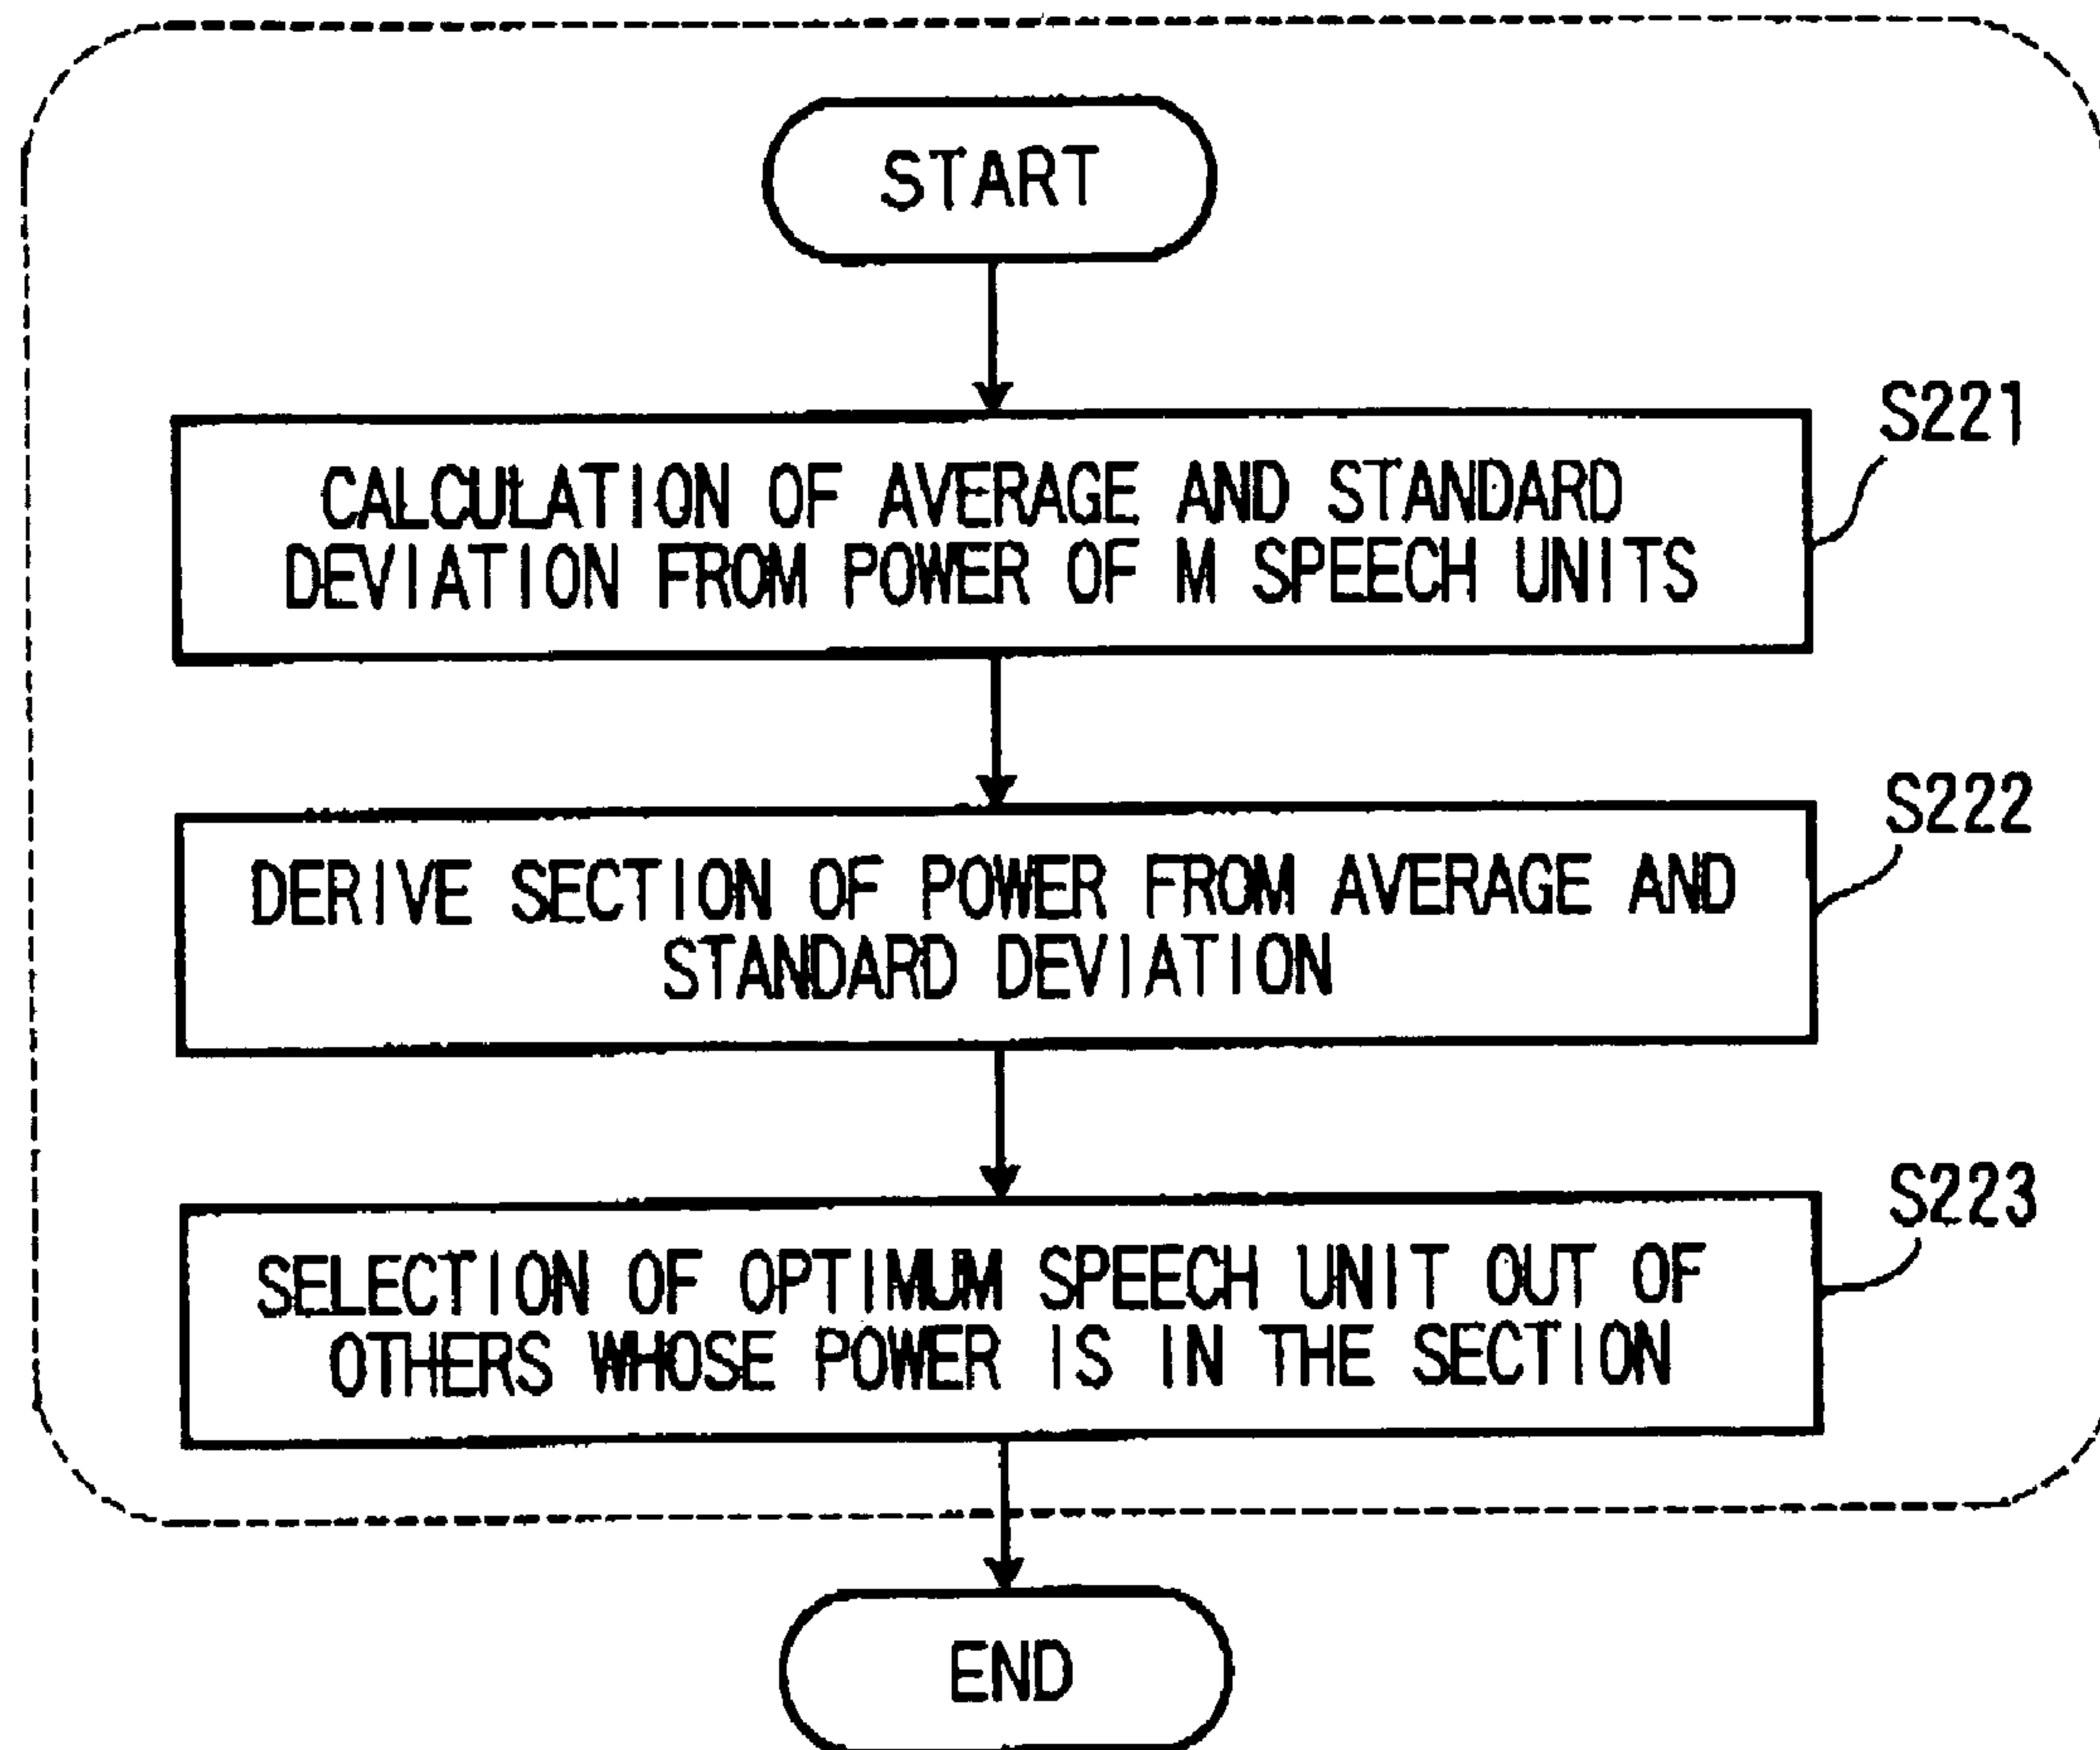 START
S221
CALCULATION OF AVERAGE AND STANDARD
DEVIATION FROM POWER OF M SPEECH UNITS
S222
DERIVE SECTION OF POWER FROM AVERAGE AND
STANDARD DEVIATION
S223
SELECTION OF OPTIMUM SPEECH UNIT OUT OF
OTHERS WHOSE POWER IS IN THE SECTION
END